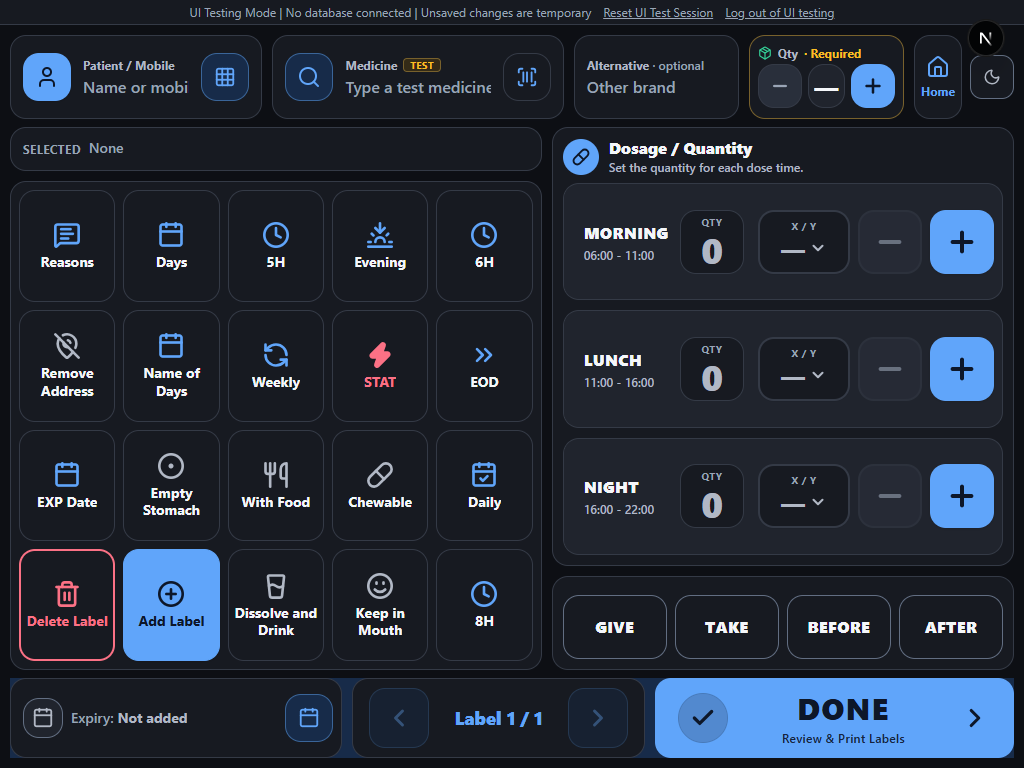 UI Testing Mode | No database connected | Unsaved changes are temporary Reset UI Test Session Log out of UI testing
N
Patient / Mobile
Name or mobi
Medicine TEST
Type a test medicine
Alternative · optional
Other brand
Qty · Required
— 
Home
SELECTED None
Reasons
Days
5H
Evening
6H
Remove
Address
Name of
Days
Weekly
STAT
EOD
EXP Date
Empty
Stomach
With Food
Chewable
Daily
Delete Label
Add Label
Dissolve and
Drink
Keep in
Mouth
8H
Dosage / Quantity
Set the quantity for each dose time.
MORNING
06:00 - 11:00
QTY
0
X / Y
—
LUNCH
11:00 - 16:00
QTY
0
X / Y
—
NIGHT
16:00 - 22:00
QTY
0
X / Y
—
GIVE
TAKE
BEFORE
AFTER
Expiry: Not added
Label 1 / 1
DONE
Review & Print Labels